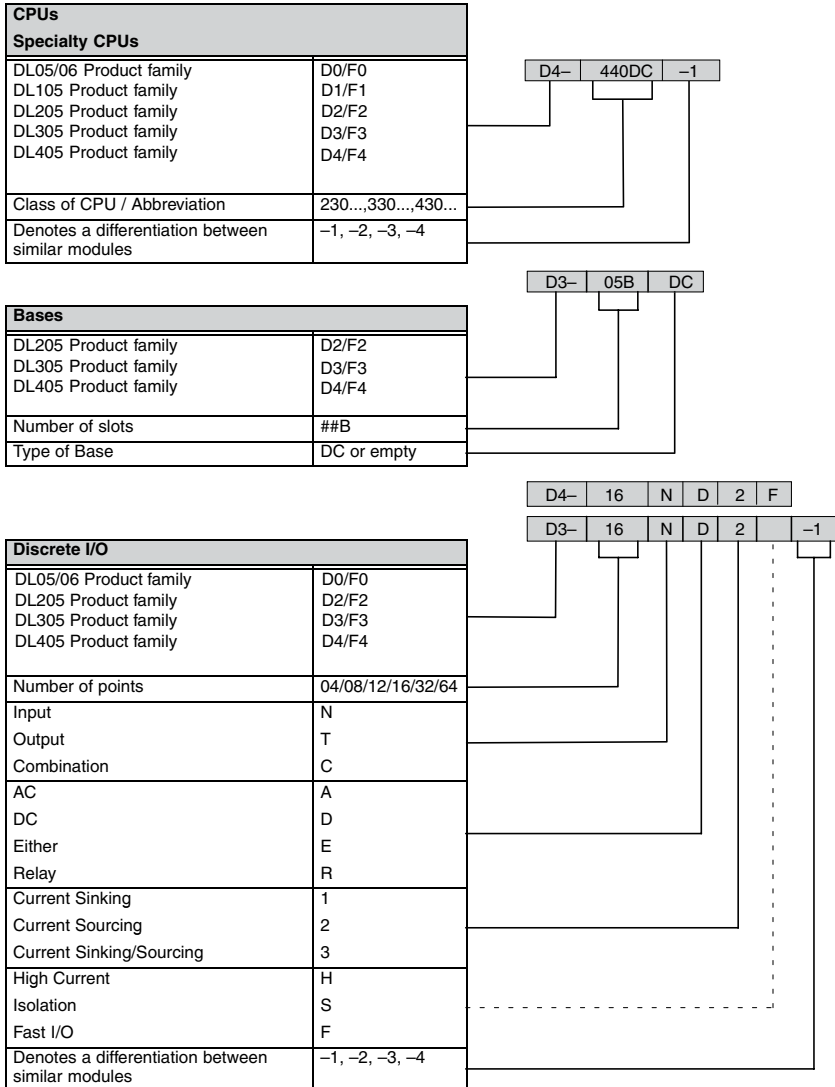 CPUs
Specialty CPUs
DL05/06 Product family D0/F0
DL105 Product family D1/F1
DL205 Product family D2/F2
DL305 Product family D3/F3
DL405 Product family D4/F4
Class of CPU / Abbreviation 230...,330...,430...
Denotes a differentiation between –1, –2, –3, –4
similar modules
D4– 440DC –1
D3– 05B DC
Bases
DL205 Product family D2/F2
DL305 Product family D3/F3
DL405 Product family D4/F4
Number of slots ##B
Type of Base DC or empty
D4– 16 N D 2 F
D3– 16 N D 2 –1
Discrete I/O
DL05/06 Product family D0/F0
DL205 Product family D2/F2
DL305 Product family D3/F3
DL405 Product family D4/F4
Number of points 04/08/12/16/32/64
Input N
Output T
Combination C
AC A
DC D
Either E
Relay R
Current Sinking 1
Current Sourcing 2
Current Sinking/Sourcing 3
High Current H
Isolation S
Fast I/O F
Denotes a differentiation between –1, –2, –3, –4
similar modules